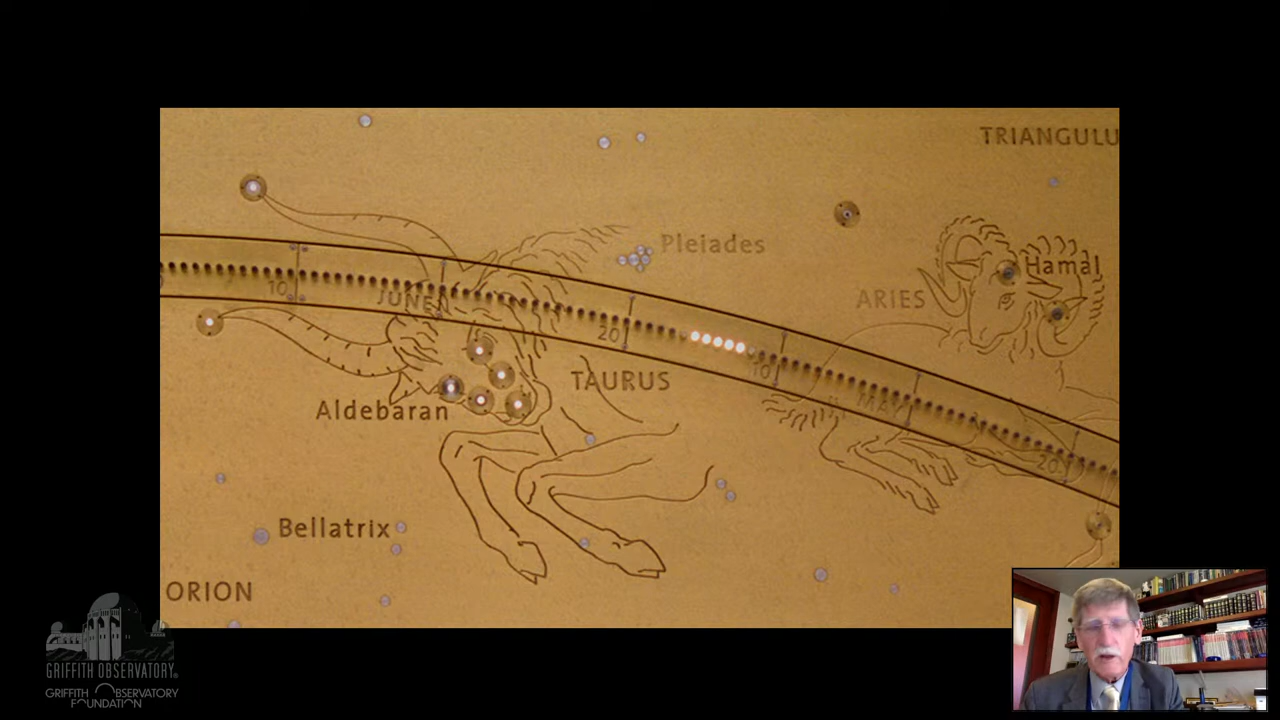 TRIANGULU
Pleiades
Hamal
ARIES
10
JUNE
20
TAURUS
10
MAY
20
Aldebaran
Bellatrix
ORION
GRIFFITH OBSERVATORY
GRIFFITH OBSERVATORY
FOUNDATION